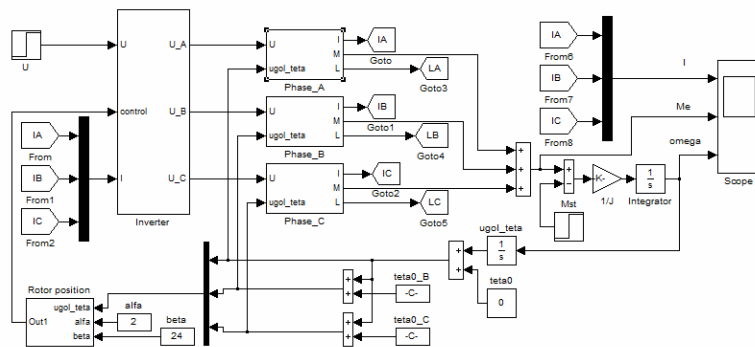 U
U
control
I
U_A
U_B
U_C
Inverter
IA
From
IB
From1
IC
From2
U
ugol_teta
I
M
L
Phase_A
U
ugol_teta
I
M
L
Phase_B
U
ugol_teta
I
M
L
Phase_C
IA
Goto
LA
Goto3
IB
Goto1
LB
Goto4
IC
Goto2
LC
Goto5
IA
From6
IB
From7
IC
From8
I
Me
omega
Scope
+
+
+
+
−
Mst
-K-
1/J
1
s
Integrator
ugol_teta
1
s
+
+
teta0
0
teta0_B
+
+
-C-
teta0_C
+
+
-C-
Rotor position
Out1
ugol_teta
alfa
beta
alfa
2
beta
24